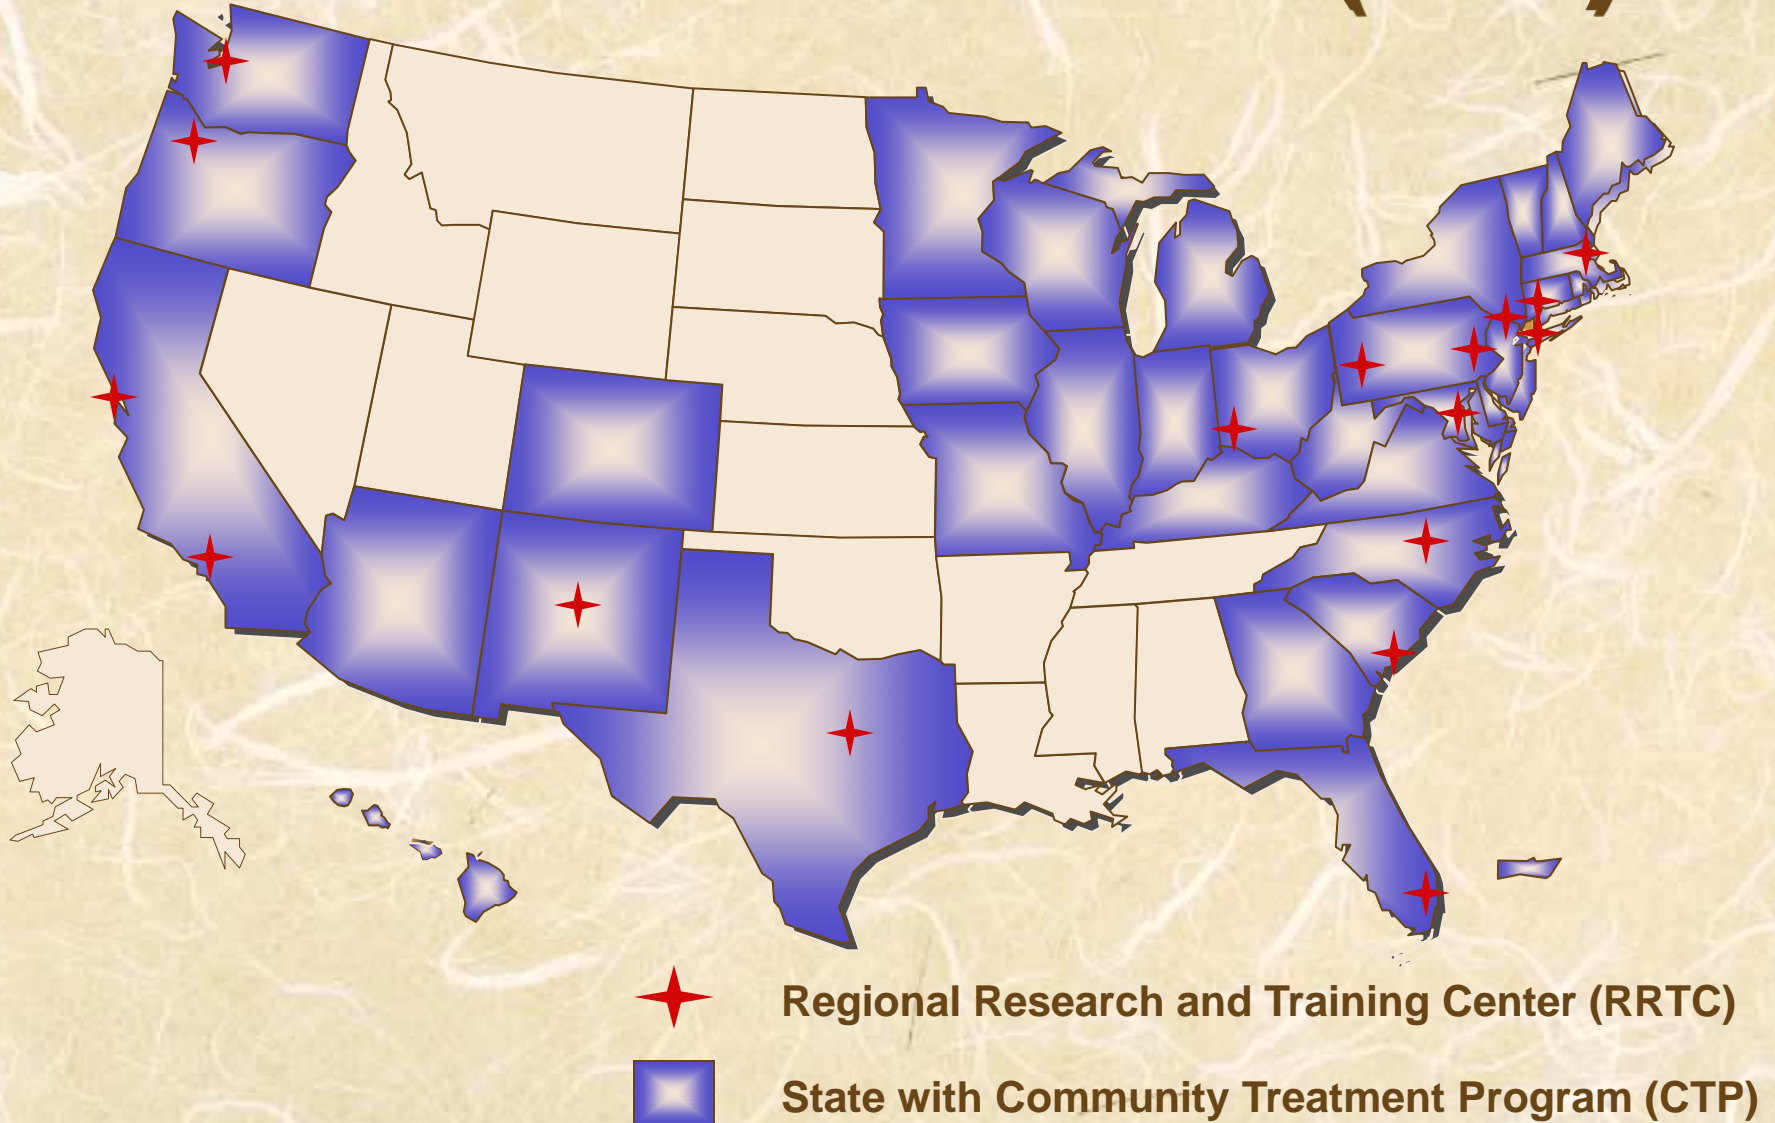 Regional Research and Training Center (RRTC)
State with Community Treatment Program (CTP)